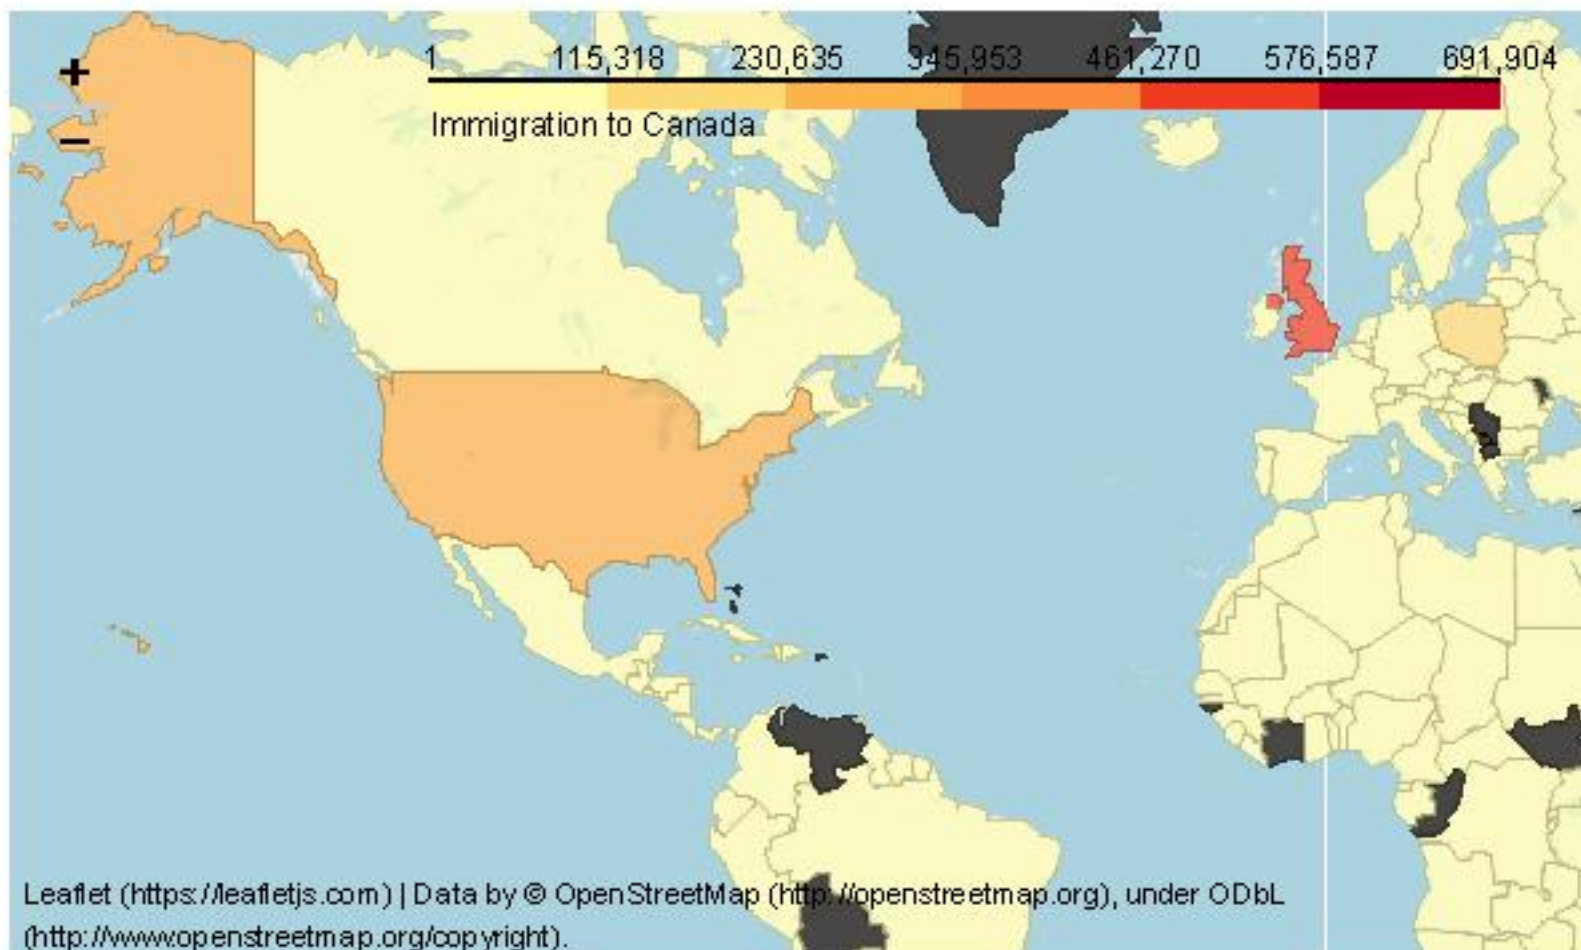 +
1 115,318 230,635 345,953 461,270 576,587 691,904
−
Immigration to Canada
Leaflet (https://leafletjs.com) | Data by © OpenStreetMap (http://openstreetmap.org), under ODbL
(http://www.openstreetmap.org/copyright).